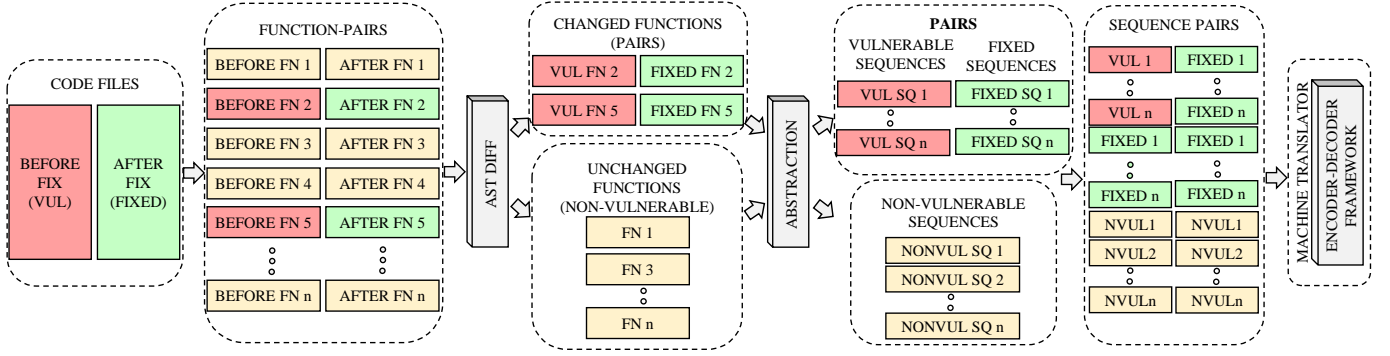 CODE FILES
BEFORE
FIX
(VUL)
AFTER
FIX
(FIXED)
FUNCTION-PAIRS
BEFORE FN 1
AFTER FN 1
BEFORE FN 2
AFTER FN 2
BEFORE FN 3
AFTER FN 3
BEFORE FN 4
AFTER FN 4
BEFORE FN 5
AFTER FN 5
BEFORE FN n
AFTER FN n
AST DIFF
CHANGED FUNCTIONS
(PAIRS)
VUL FN 2
FIXED FN 2
VUL FN 5
FIXED FN 5
UNCHANGED
FUNCTIONS
(NON-VULNERABLE)
FN 1
FN 3
FN n
ABSTRACTION
PAIRS
VULNERABLE
SEQUENCES
FIXED
SEQUENCES
VUL SQ 1
FIXED SQ 1
VUL SQ n
FIXED SQ n
NON-VULNERABLE
SEQUENCES
NONVUL SQ 1
NONVUL SQ 2
NONVUL SQ n
SEQUENCE PAIRS
VUL 1
FIXED 1
VUL n
FIXED n
FIXED 1
FIXED 1
FIXED n
FIXED n
NVUL1
NVUL1
NVUL2
NVUL2
NVULn
NVULn
MACHINE TRANSLATOR
ENCODER-DECODER
FRAMEWORK